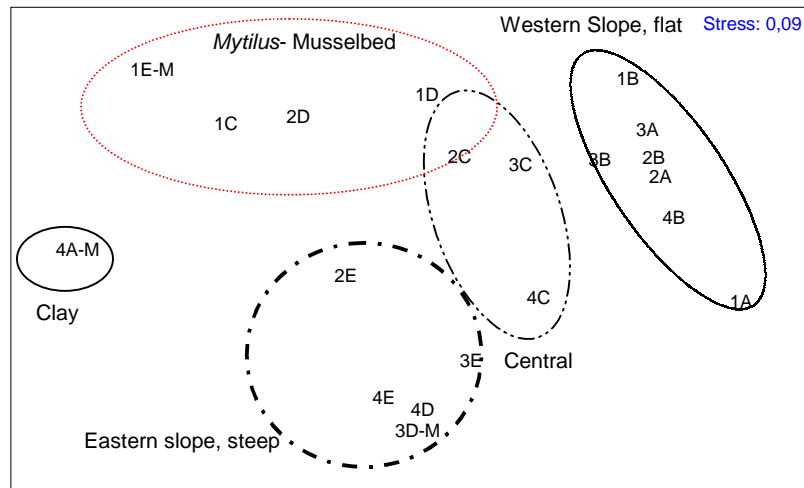 Western Slope, flat Stress: 0,09
Mytilus- Musselbed
1E-M
1B
1D
1C
2D
3A
2C
3C
3B
2B
2A
4B
4A-M
2E
4C
1A
Clay
3E
Central
4E
4D
3D-M
Eastern slope, steep